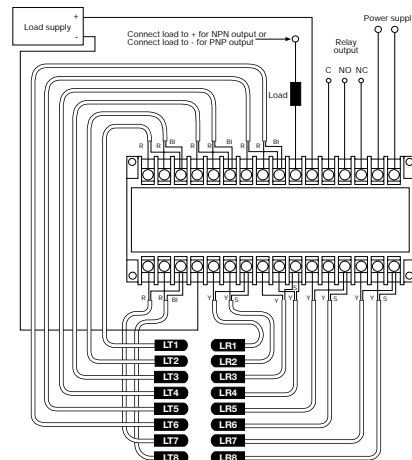 +
Load supply
-
Power supply
Connect load to + for NPN output or
Connect load to - for PNP output
Relay
output
C NO NC
Load
R R Bl R R Bl R R Bl
R R Bl Y Y S Y Y S Y Y S Y Y S
LT1 LR1
LT2 LR2
LT3 LR3
LT4 LR4
LT5 LR5
LT6 LR6
LT7 LR7
LT8 LR8